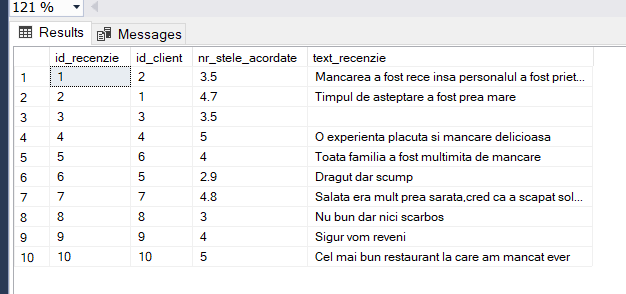 121 %
Results Messages
id_recenzie id_client nr_stele_acordate text_recenzie
1 1 2 3.5 Mancarea a fost rece insa personalul a fost priet...
2 2 1 4.7 Timpul de asteptare a fost prea mare
3 3 3 3.5
4 4 4 5 O experienta placuta si mancare delicioasa
5 5 6 4 Toata familia a fost multimita de mancare
6 6 5 2.9 Dragut dar scump
7 7 7 4.8 Salata era mult prea sarata,cred ca a scapat sol...
8 8 8 3 Nu bun dar nici scarbos
9 9 9 4 Sigur vom reveni
10 10 10 5 Cel mai bun restaurant la care am mancat ever